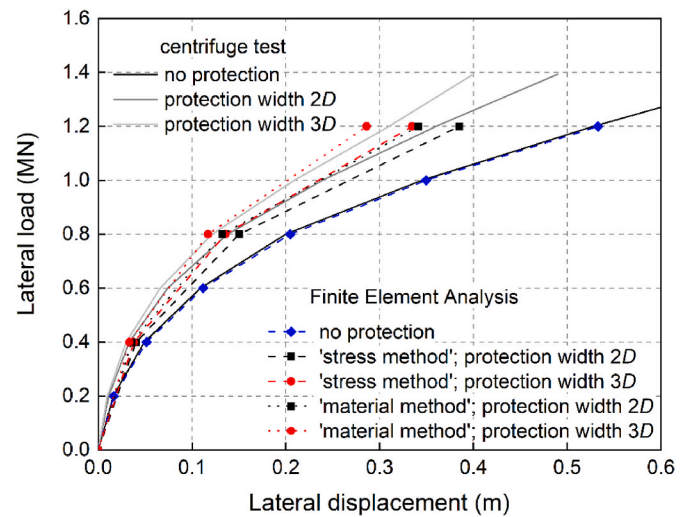 1.6
1.4
1.2
1.0
0.8
0.6
0.4
0.2
0.0
Lateral load (MN)
centrifuge test
no protection
protection width 2D
protection width 3D
Finite Element Analysis
no protection
'stress method'; protection width 2D
'stress method'; protection width 3D
'material method'; protection width 2D
'material method'; protection width 3D
0.0 0.1 0.2 0.3 0.4 0.5 0.6
Lateral displacement (m)